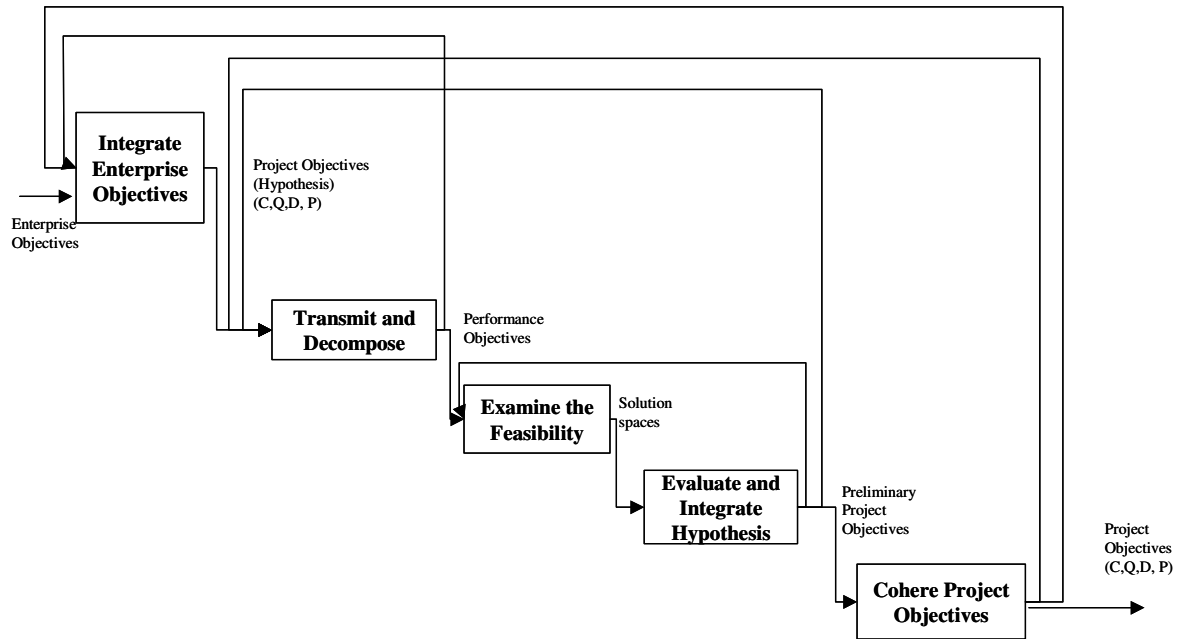 Integrate
Enterprise
Objectives
Enterprise
Objectives
Project Objectives
(Hypothesis)
(C,Q,D, P)
Transmit and
Decompose
Performance
Objectives
Examine the
Feasibility
Solution
spaces
Evaluate and
Integrate
Hypothesis
Preliminary
Project
Objectives
Cohere Project
Objectives
Project
Objectives
(C,Q,D, P)